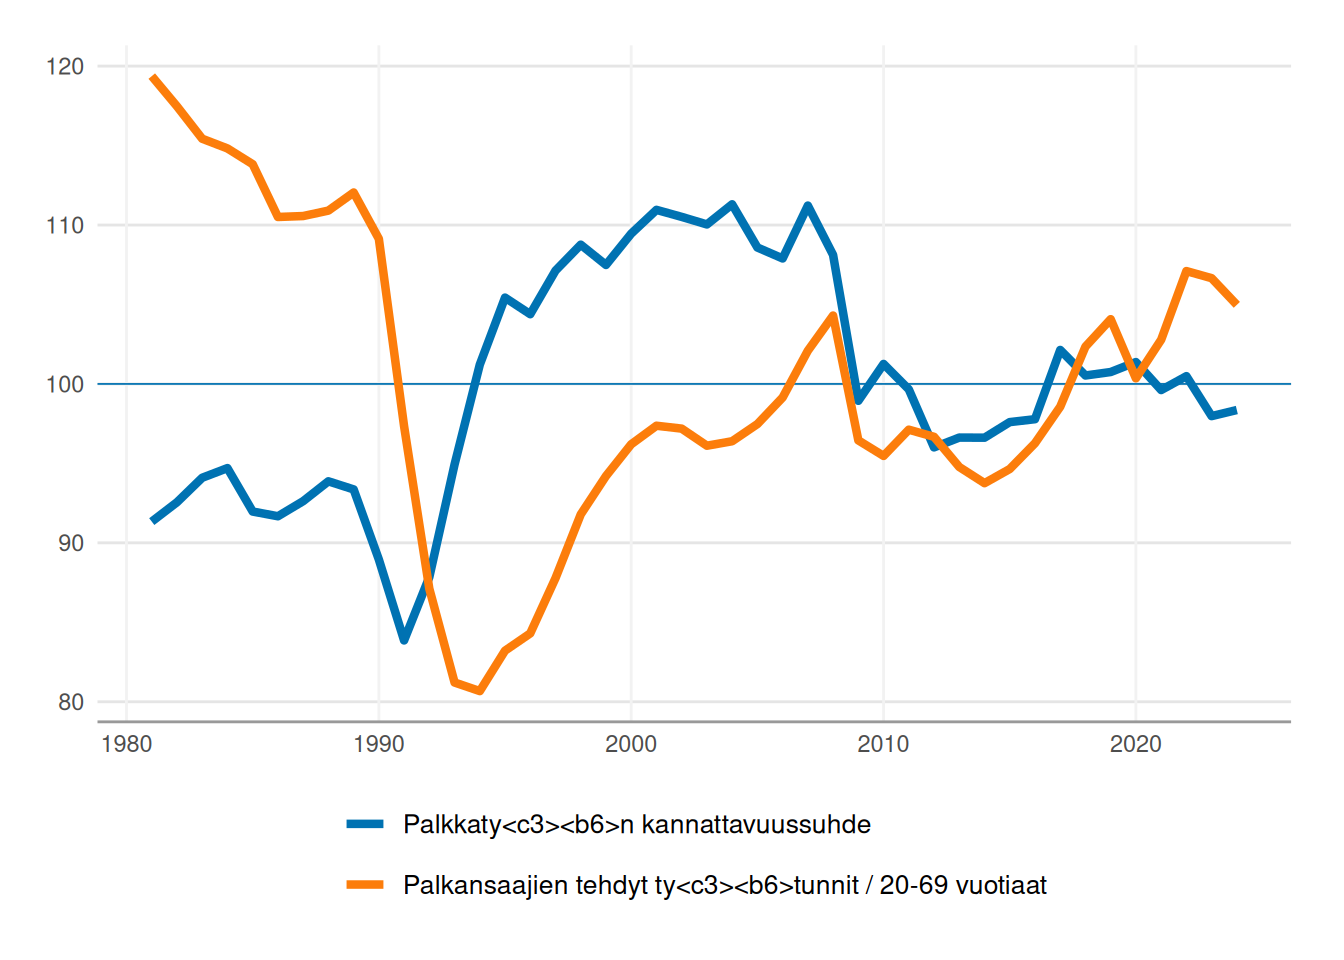 120
110
100
90
80
1980 1990 2000 2010 2020
Palkkaty<c3><b6>n kannattavuussuhde
Palkansaajien tehdyt ty<c3><b6>tunnit / 20-69 vuotiaat